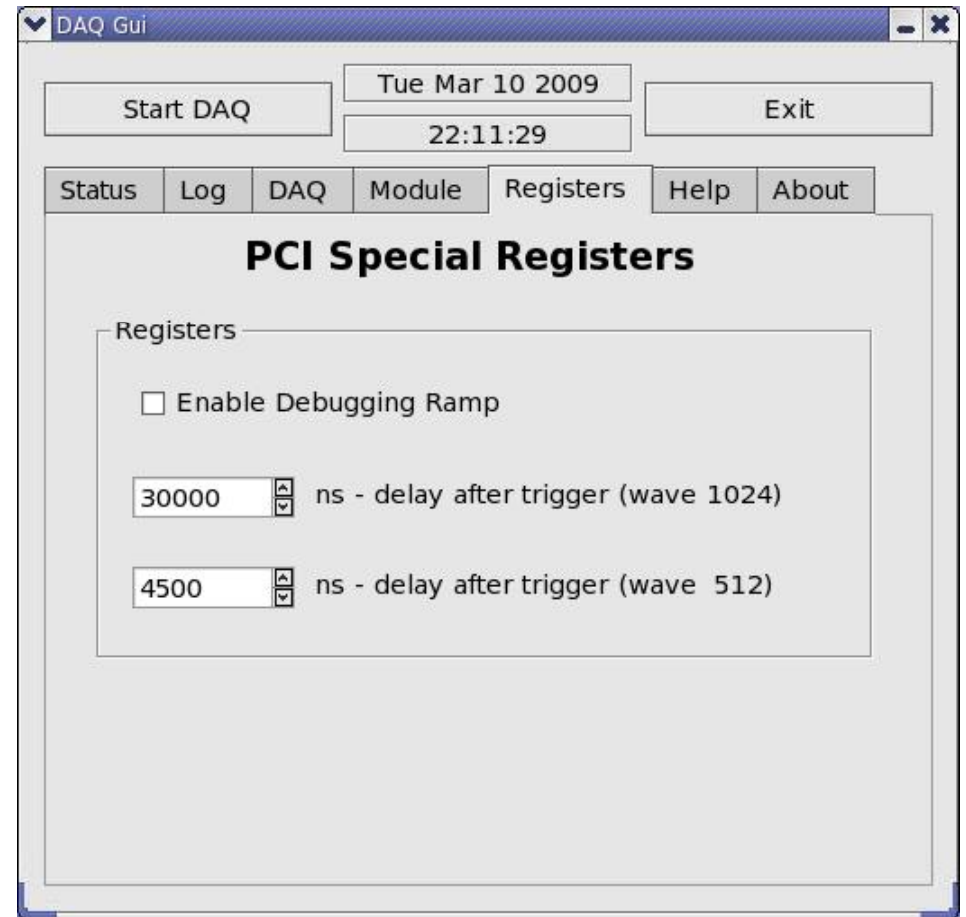 DAQ Gui
Tue Mar 10 2009
Start DAQ
Exit
22:11:29
Status Log DAQ Module Registers Help About
PCI Special Registers
Registers
Enable Debugging Ramp
30000 ns - delay after trigger (wave 1024)
4500 ns - delay after trigger (wave 512)